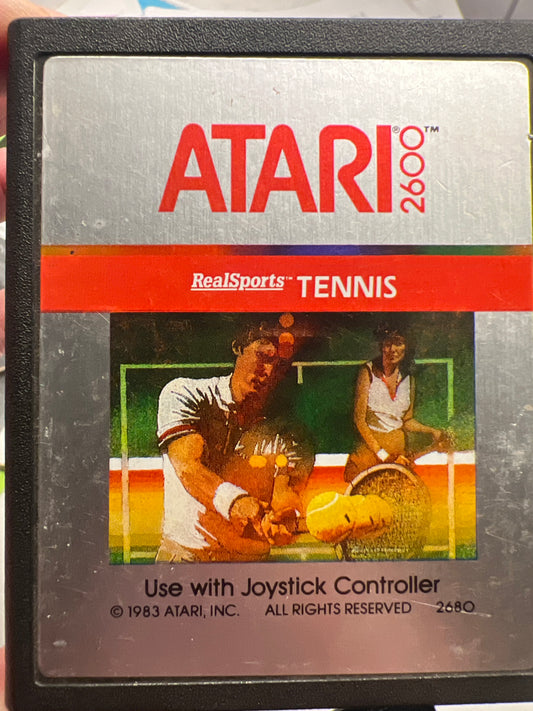 ATARI® 2600™
RealSports™ TENNIS
Use with Joystick Controller
© 1983 ATARI, INC. ALL RIGHTS RESERVED 2680